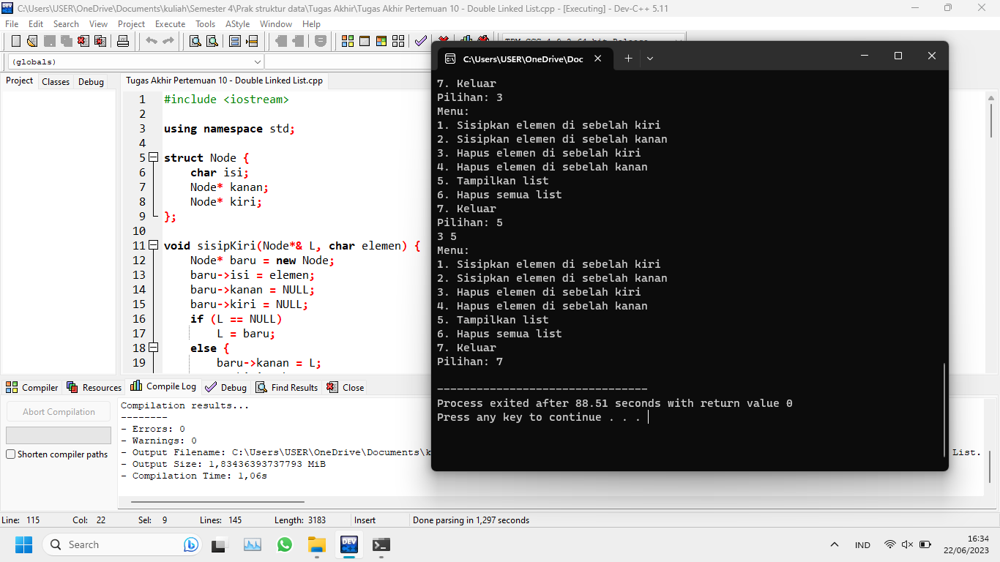 C:\Users\USER\OneDrive\Documents\kuliah\Semester 4\Prak struktur data\Tugas Akhir\Tugas Akhir Pertemuan 10 - Double Linked List.cpp - [Executing] - Dev-C++ 5.11
File Edit Search View Project Execute Tools AStyle Window Help
(globals)
Project Classes Debug
Tugas Akhir Pertemuan 10 - Double Linked List.cpp
1 #include <iostream>
2
3 using namespace std;
4
5 struct Node {
6 char isi;
7 Node* kanan;
8 Node* kiri;
9 };
10
11 void sisipKiri(Node*& L, char elemen) {
12 Node* baru = new Node;
13 baru->isi = elemen;
14 baru->kanan = NULL;
15 baru->kiri = NULL;
16 if (L == NULL)
17 L = baru;
18 else {
19 baru->kanan = L;
C:\Users\USER\OneDrive\Doc
7. Keluar
Pilihan: 3
Menu:
1. Sisipkan elemen di sebelah kiri
2. Sisipkan elemen di sebelah kanan
3. Hapus elemen di sebelah kiri
4. Hapus elemen di sebelah kanan
5. Tampilkan list
6. Hapus semua list
7. Keluar
Pilihan: 5
3 5
Menu:
1. Sisipkan elemen di sebelah kiri
2. Sisipkan elemen di sebelah kanan
3. Hapus elemen di sebelah kiri
4. Hapus elemen di sebelah kanan
5. Tampilkan list
6. Hapus semua list
7. Keluar
Pilihan: 7
--------------------------------
Process exited after 88.51 seconds with return value 0
Press any key to continue . . .
Compiler Resources Compile Log Debug Find Results Close
Abort Compilation
Shorten compiler paths
Compilation results...
--------
- Errors: 0
- Warnings: 0
- Output Filename: C:\Users\USER\OneDrive\Documents\k List.
- Output Size: 1,83436393737793 MiB
- Compilation Time: 1,06s
Line: 115 Col: 22 Sel: 9 Lines: 145 Length: 3183 Insert Done parsing in 1,297 seconds
Search
DEV
IND
16:34
22/06/2023